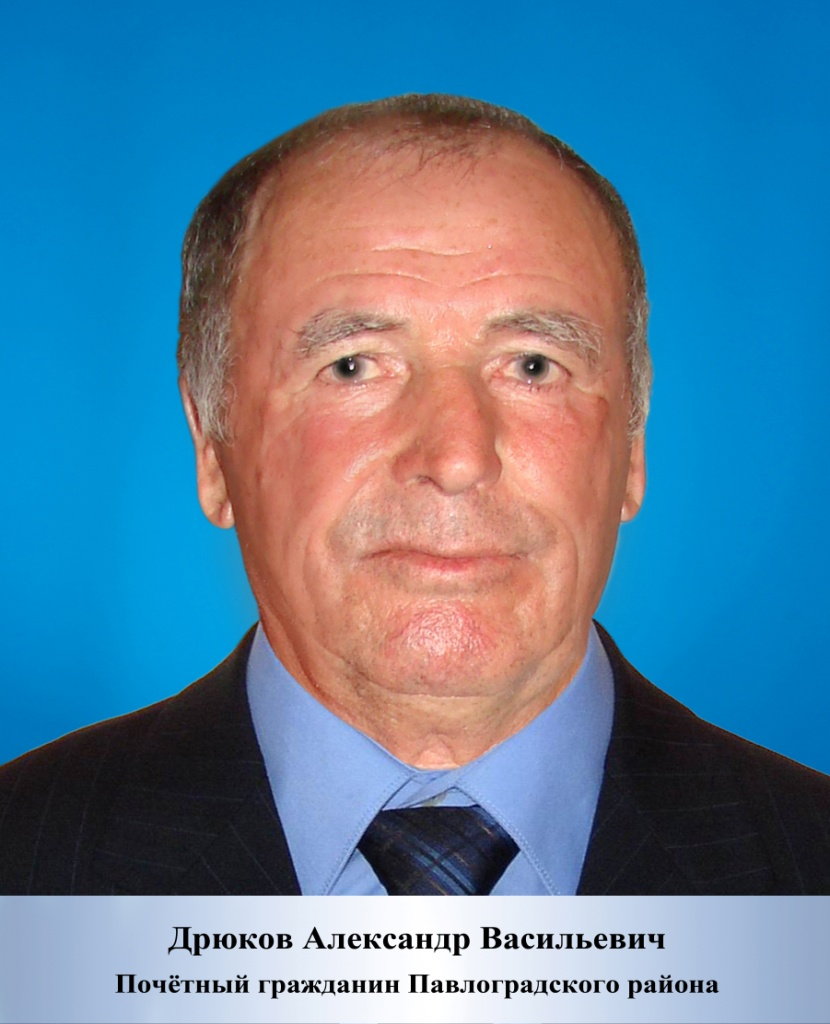 Дрюков Александр Васильевич
Почётный гражданин Павлоградского района